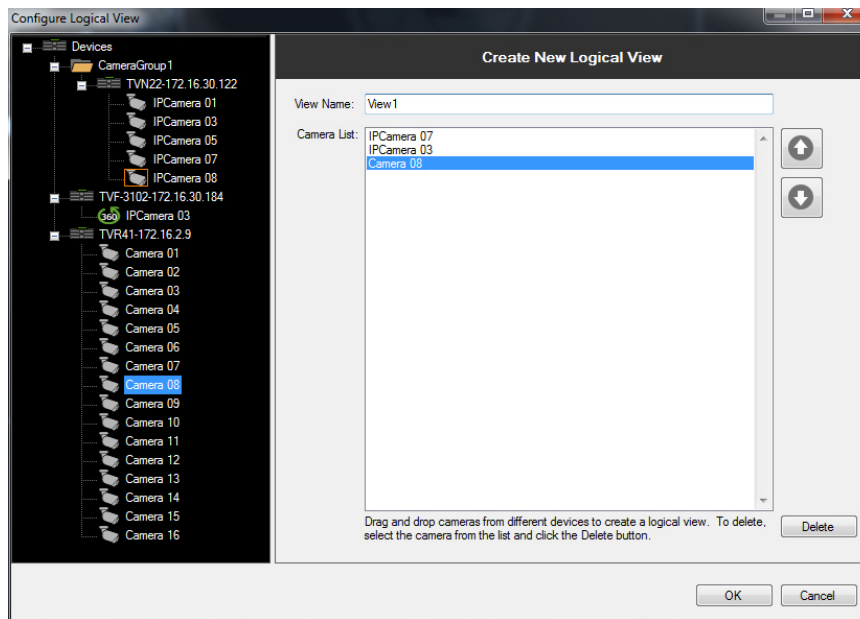 Configure Logical View
Devices
CameraGroup1
TVN22-172.16.30.122
IPCamera 01
IPCamera 03
IPCamera 05
IPCamera 07
IPCamera 08
TVF-3102-172.16.30.184
360 IPCamera 03
TVR41-172.16.2.9
Camera 01
Camera 02
Camera 03
Camera 04
Camera 05
Camera 06
Camera 07
Camera 08
Camera 09
Camera 10
Camera 11
Camera 12
Camera 13
Camera 14
Camera 15
Camera 16
Create New Logical View
View Name: View1
Camera List: IPCamera 07
IPCamera 03
Camera 08
Drag and drop cameras from different devices to create a logical view. To delete,
select the camera from the list and click the Delete button.
Delete
OK Cancel